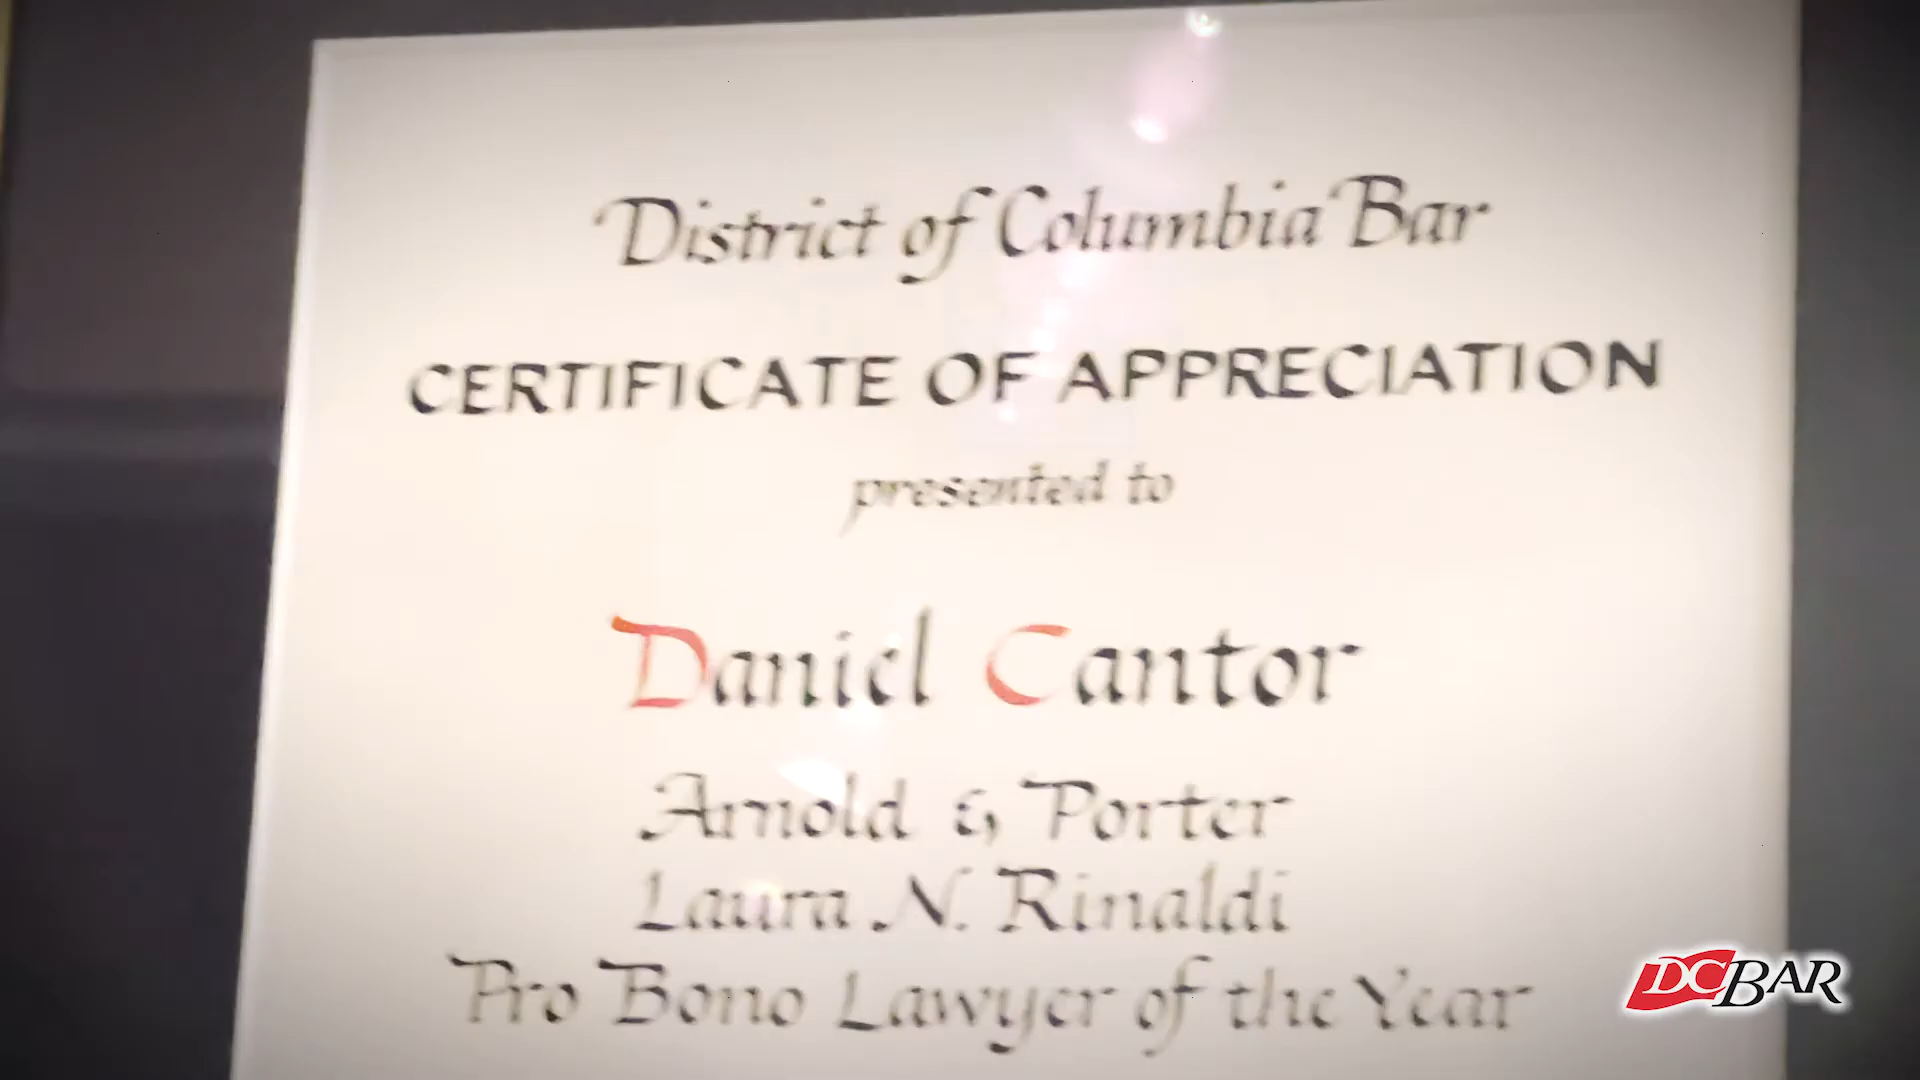 District of Columbia Bar
CERTIFICATE OF APPRECIATION
presented to
Daniel Cantor
Arnold & Porter
Laura N. Rinaldi
Pro Bono Lawyer of the Year
DCBAR